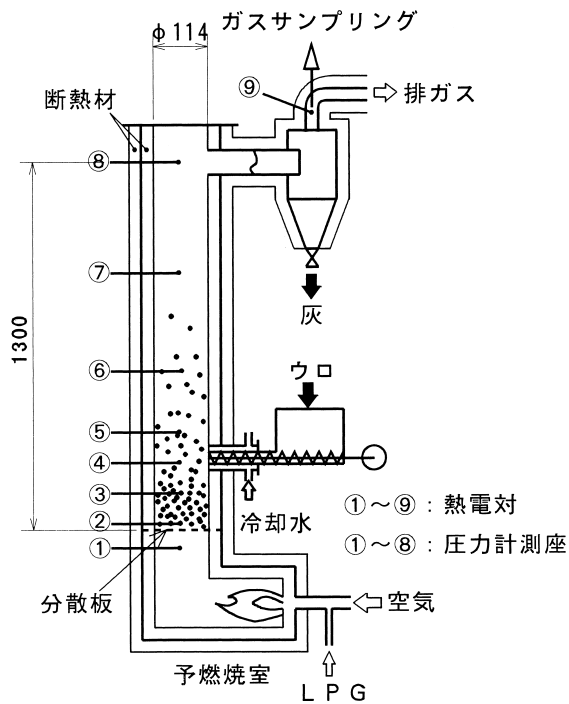 ガスサンプリング
φ114
⑨
排ガス
断熱材
⑧
⑦
灰
1300
⑥
ウロ
⑤
④
③
②
冷却水
①～⑨：熱電対
①
①～⑧：圧力計測座
分散板
空気
予燃焼室
LPG